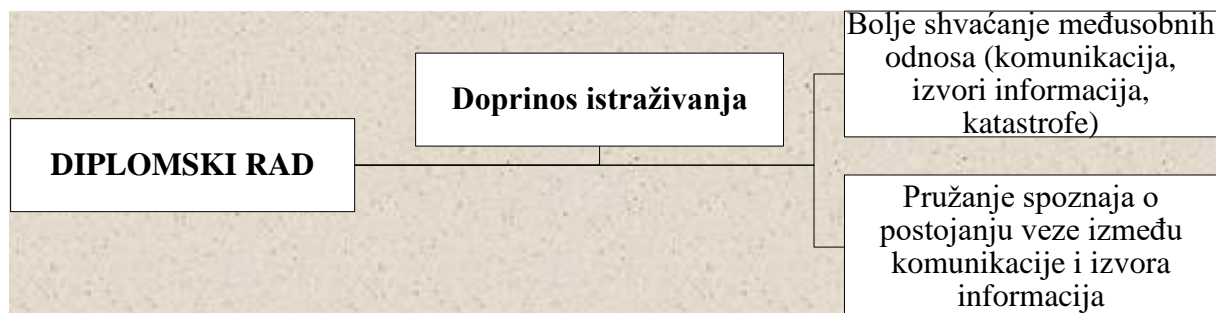 DIPLOMSKI RAD
Doprinos istraživanja
Bolje shvaćanje međusobnih
odnosa (komunikacija,
izvori informacija,
katastrofe)
Pružanje spoznaja o
postojanju veze između
komunikacije i izvora
informacija